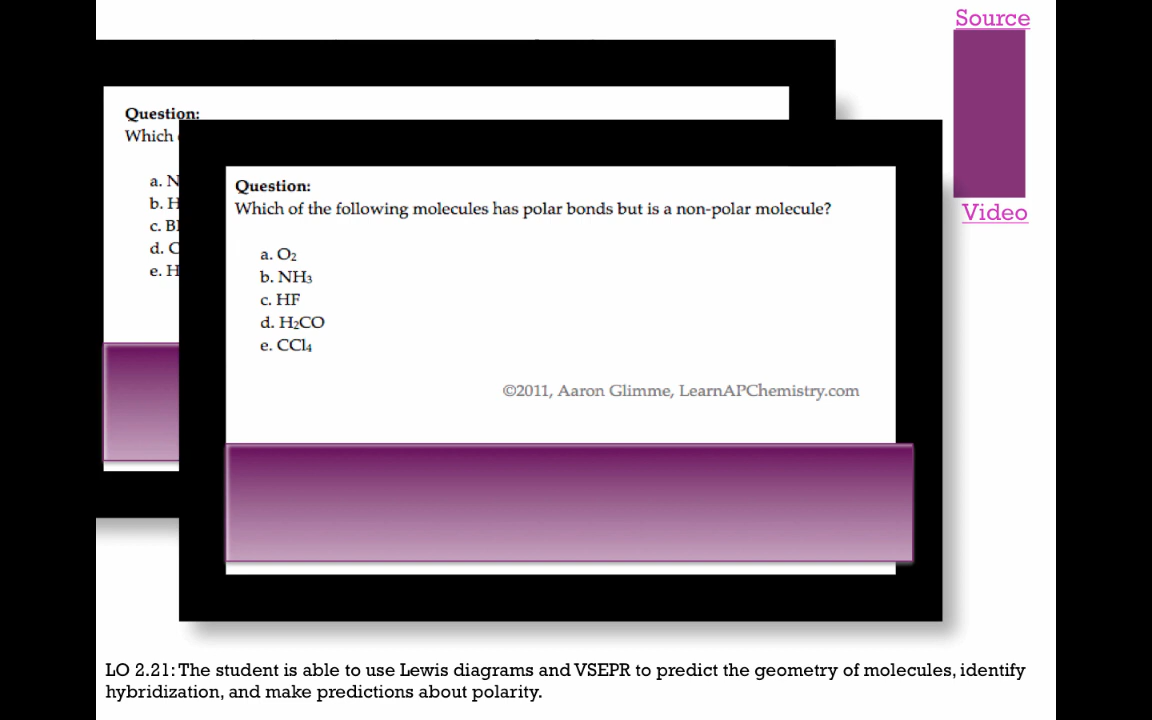 Source
Question:
Which
a. N
b. H
c. B
d. C
e. H
Question:
Which of the following molecules has polar bonds but is a non-polar molecule?
a. O₂
b. NH₃
c. HF
d. H₂CO
e. CCl₄
©2011, Aaron Glimme, LearnAPChemistry.com
Video
LO 2.21: The student is able to use Lewis diagrams and VSEPR to predict the geometry of molecules, identify
hybridization, and make predictions about polarity.